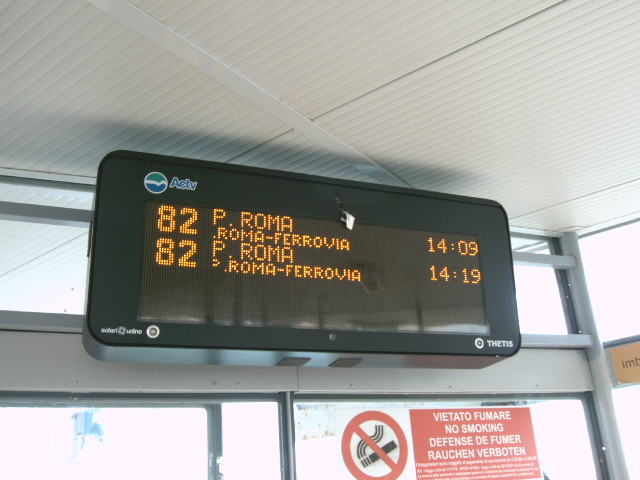 Actv
82 P. ROMA
.ROMA-FERROVIA 14:09
82 P. ROMA
P.ROMA-FERROVIA 14:19
solari udine
THETIS
imb
VIETATO FUMARE
NO SMOKING
DEFENSE DE FUMER
RAUCHEN VERBOTEN